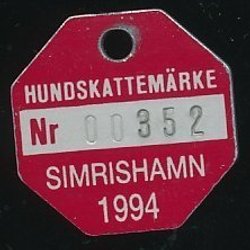 HUNDSKATTEMÄRKE
Nr 00352
SIMRISHAMN
1994